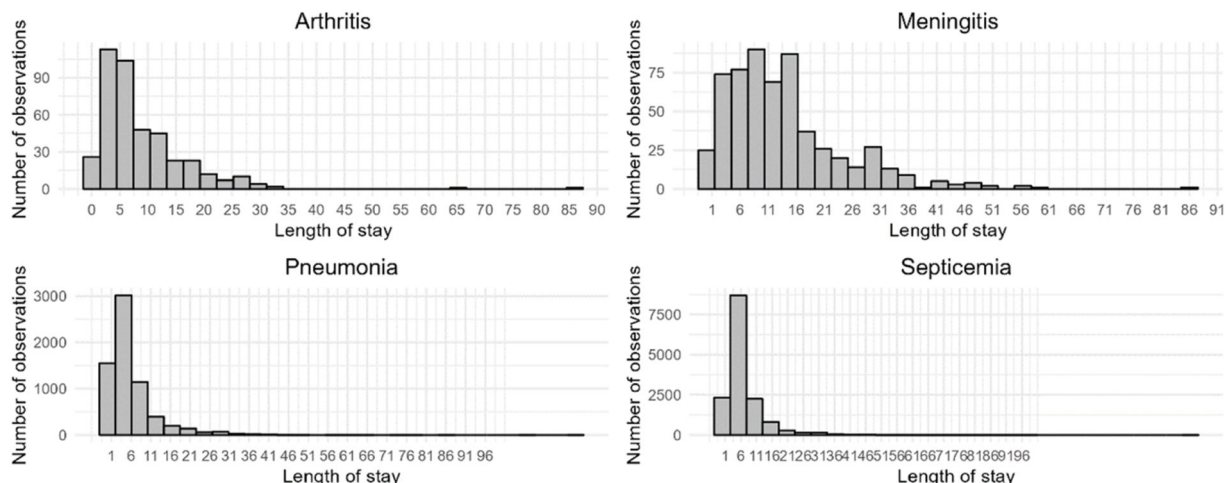 Arthritis
Number of observations
90
60
30
0
0 5 10 15 20 25 30 35 40 45 50 55 60 65 70 75 80 85 90
Length of stay
Meningitis
Number of observations
75
50
25
0
1 6 11 16 21 26 31 36 41 46 51 56 61 66 71 76 81 86 91
Length of stay
Pneumonia
Number of observations
3000
2000
1000
0
1 6 11 16 21 26 31 36 41 46 51 56 61 66 71 76 81 86 91 96
Length of stay
Septicemia
Number of observations
7500
5000
2500
0
1 6 11162126313641465156616671768186919 6
Length of stay